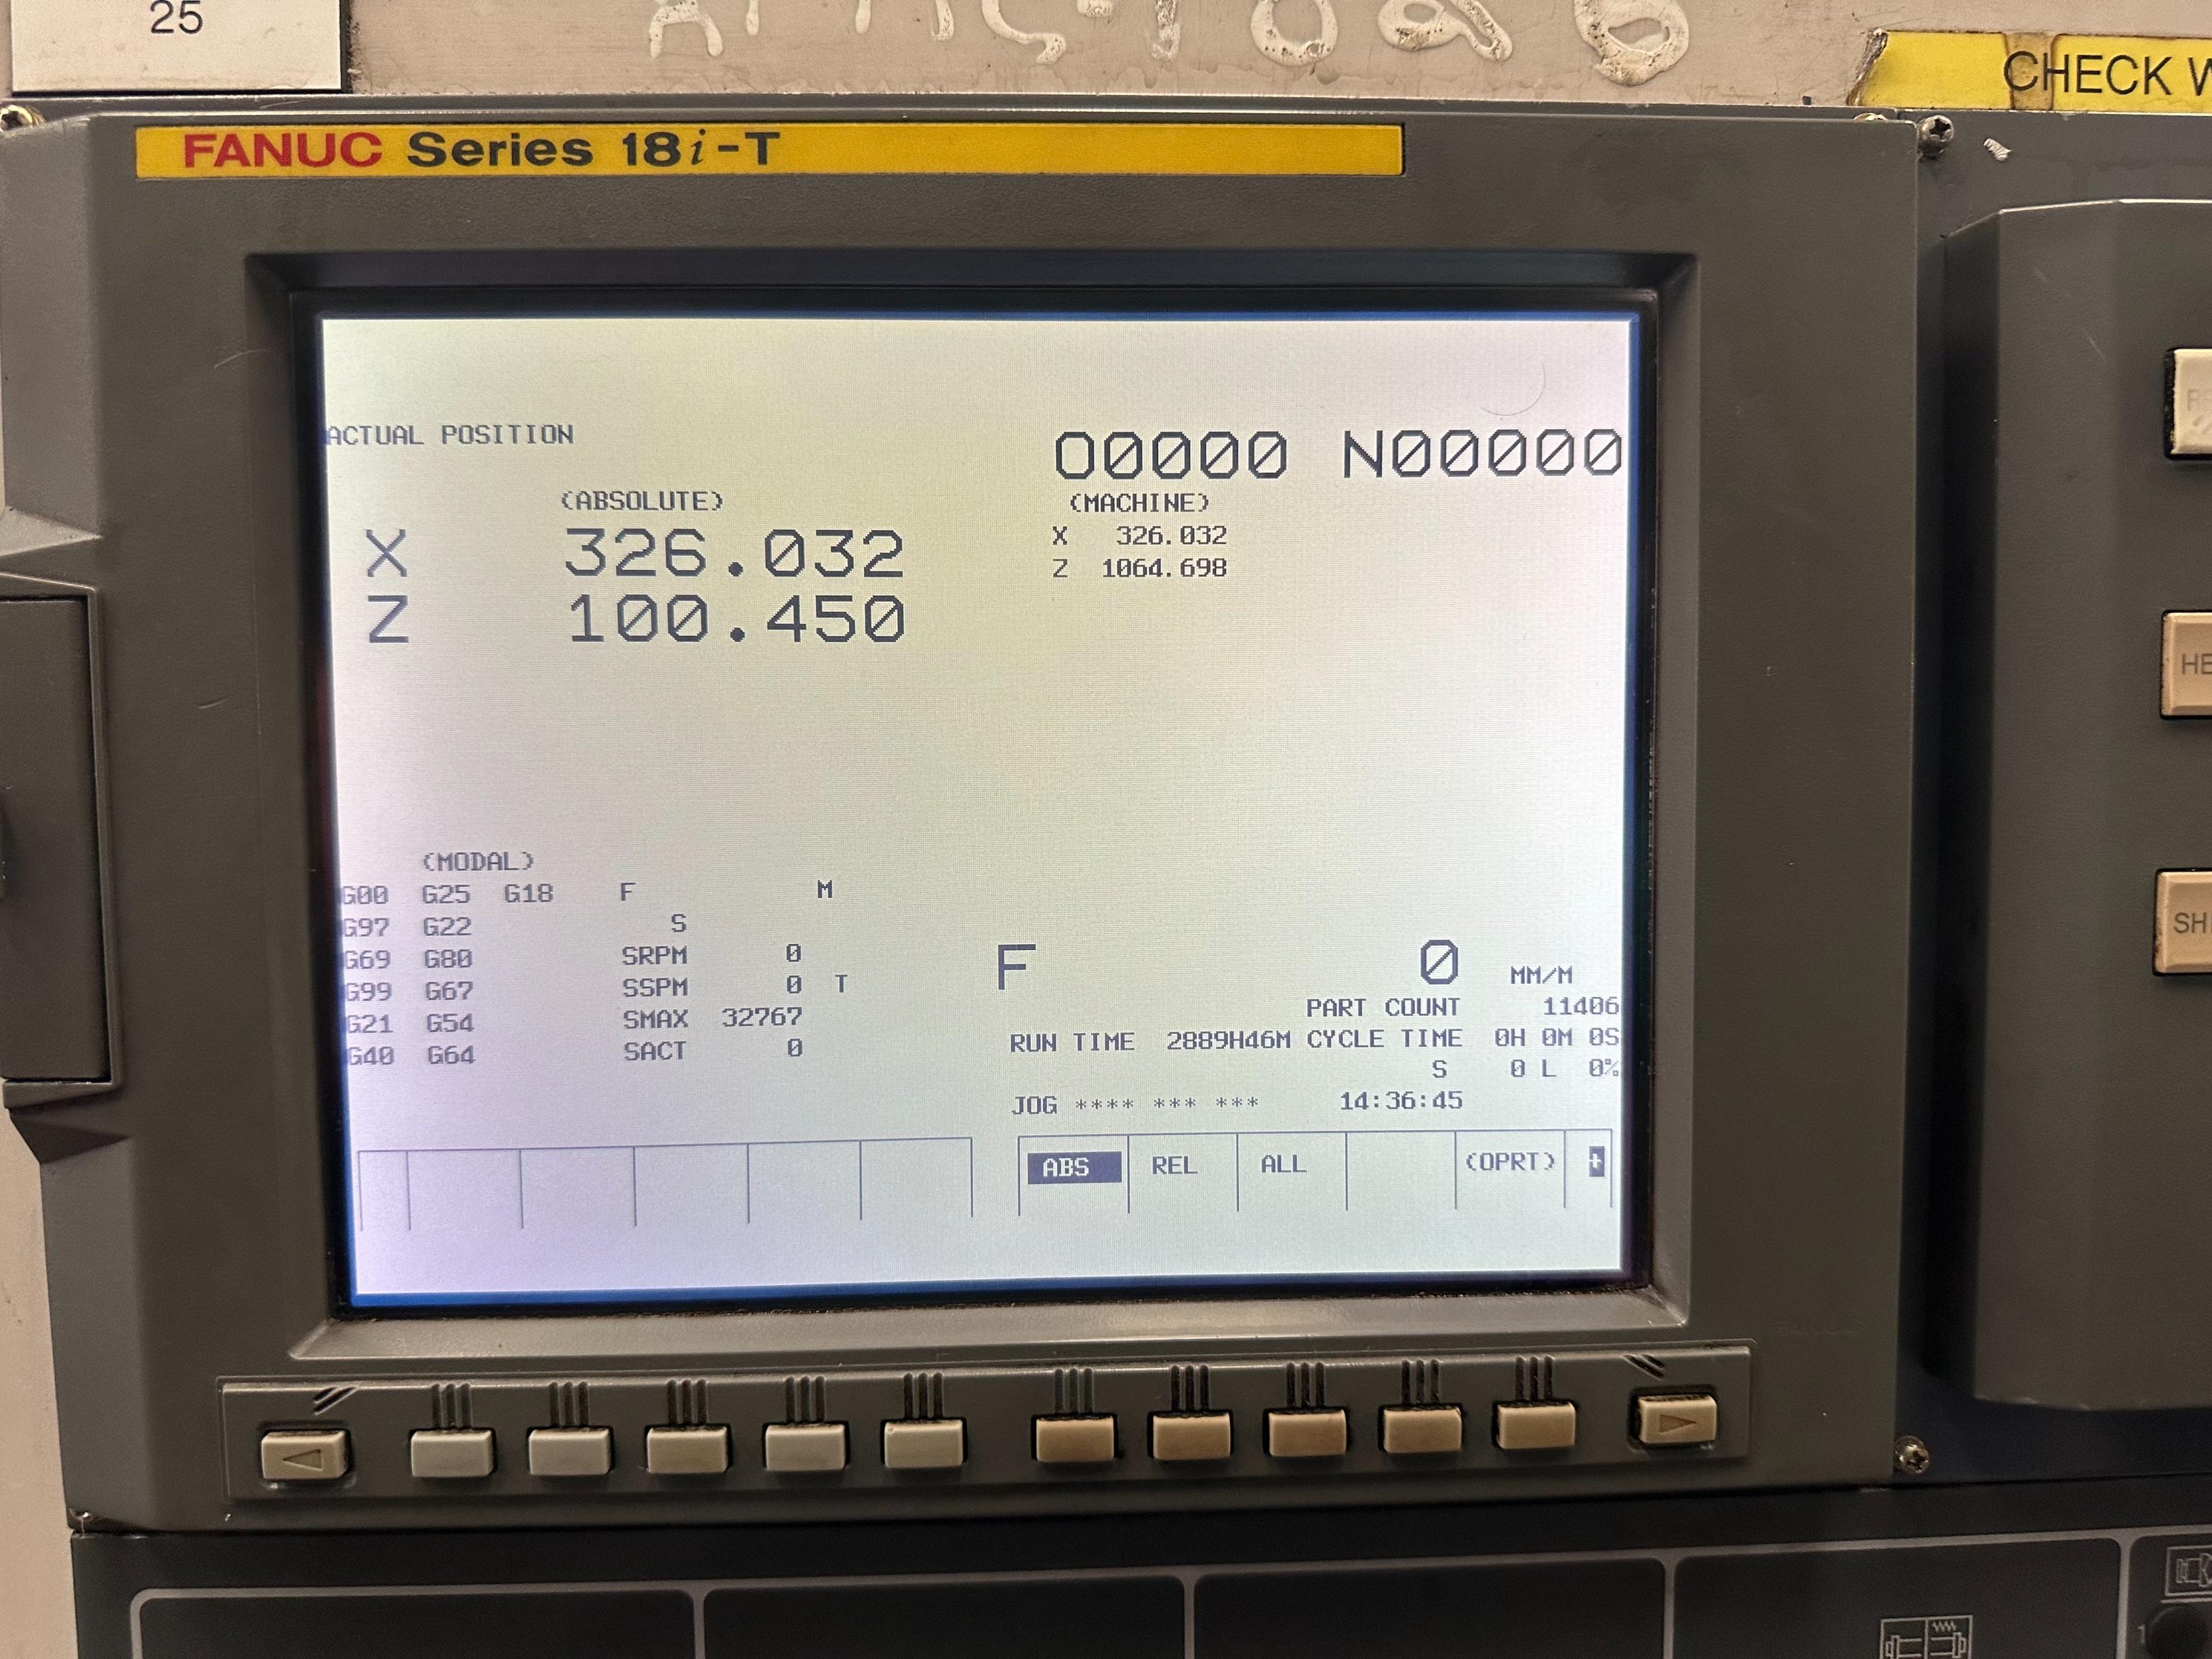 25
CHECK
FANUC Series 18i-T
ACTUAL POSITION
O0000 N00000
(ABSOLUTE)
(MACHINE)
X 326.032
Z 100.450
X 326.032
Z 1064.698
(MODAL)
G00 G25 G18 F M
G97 G22 S
G69 G80 SRPM 0
G99 G67 SSPM 0 T
G21 G54 SMAX 32767
G40 G64 SACT 0
F 0 MM/M
PART COUNT 11406
RUN TIME 2889H46M CYCLE TIME 0H 0M 0S
S 0 L 0%
JOG **** *** *** 14:36:45
ABS REL ALL (OPRT) +